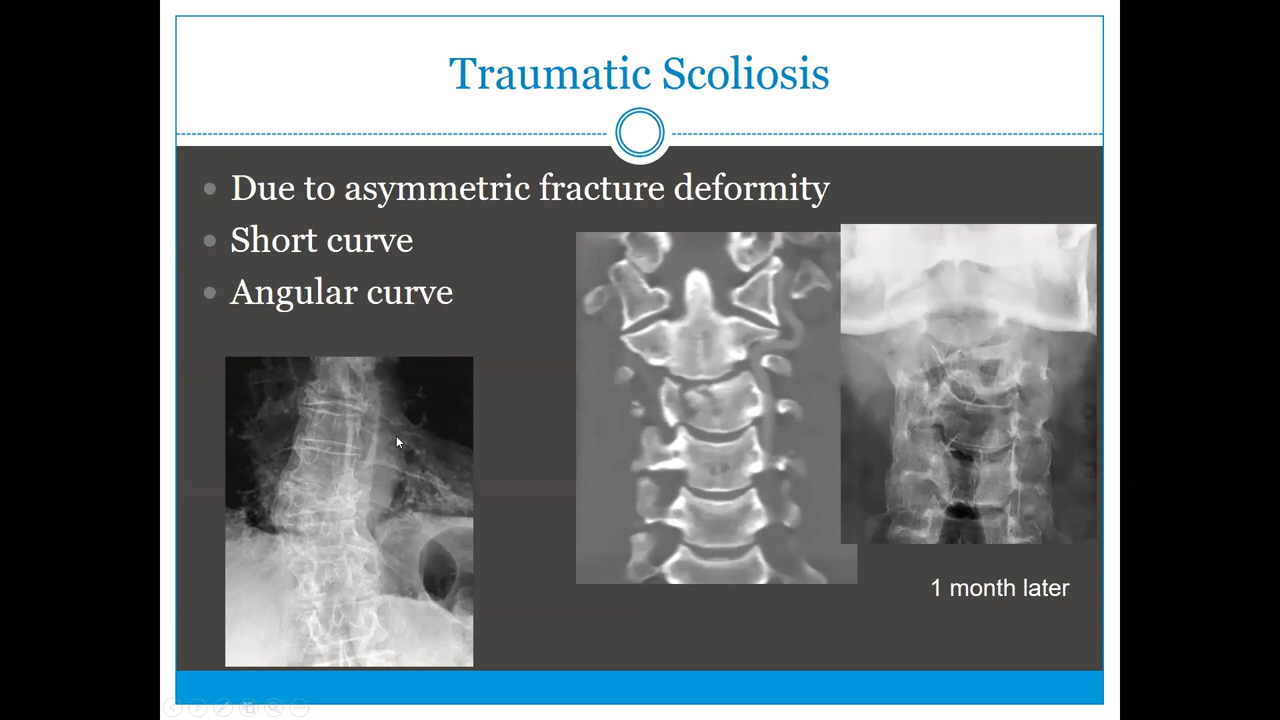 Traumatic Scoliosis
Due to asymmetric fracture deformity
Short curve
Angular curve
1 month later